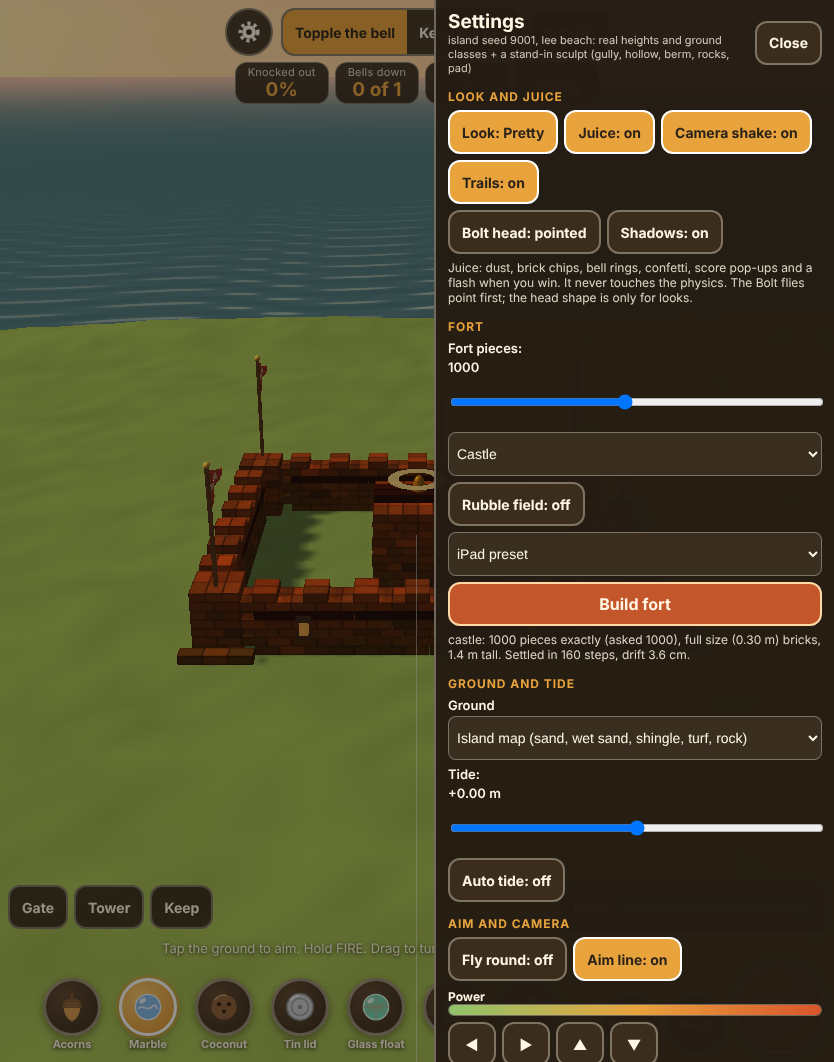 Topple the bell
Knocked out
0%
Bells down
0 of 1
Gate
Tower
Keep
Tap the ground to aim. Hold FIRE. Drag to
Acorns
Marble
Coconut
Tin lid
Glass float
Settings
island seed 9001, lee beach: real heights and ground
classes + a stand-in sculpt (gully, hollow, berm, rocks,
pad)
Close
LOOK AND JUICE
Look: Pretty
Juice: on
Camera shake: on
Trails: on
Bolt head: pointed
Shadows: on
Juice: dust, brick chips, bell rings, confetti, score pop-ups and a
flash when you win. It never touches the physics. The Bolt flies
point first; the head shape is only for looks.
FORT
Fort pieces:
1000
Castle
Rubble field: off
iPad preset
Build fort
castle: 1000 pieces exactly (asked 1000), full size (0.30 m) bricks,
1.4 m tall. Settled in 160 steps, drift 3.6 cm.
GROUND AND TIDE
Ground
Island map (sand, wet sand, shingle, turf, rock)
Tide:
+0.00 m
Auto tide: off
AIM AND CAMERA
Fly round: off
Aim line: on
Power